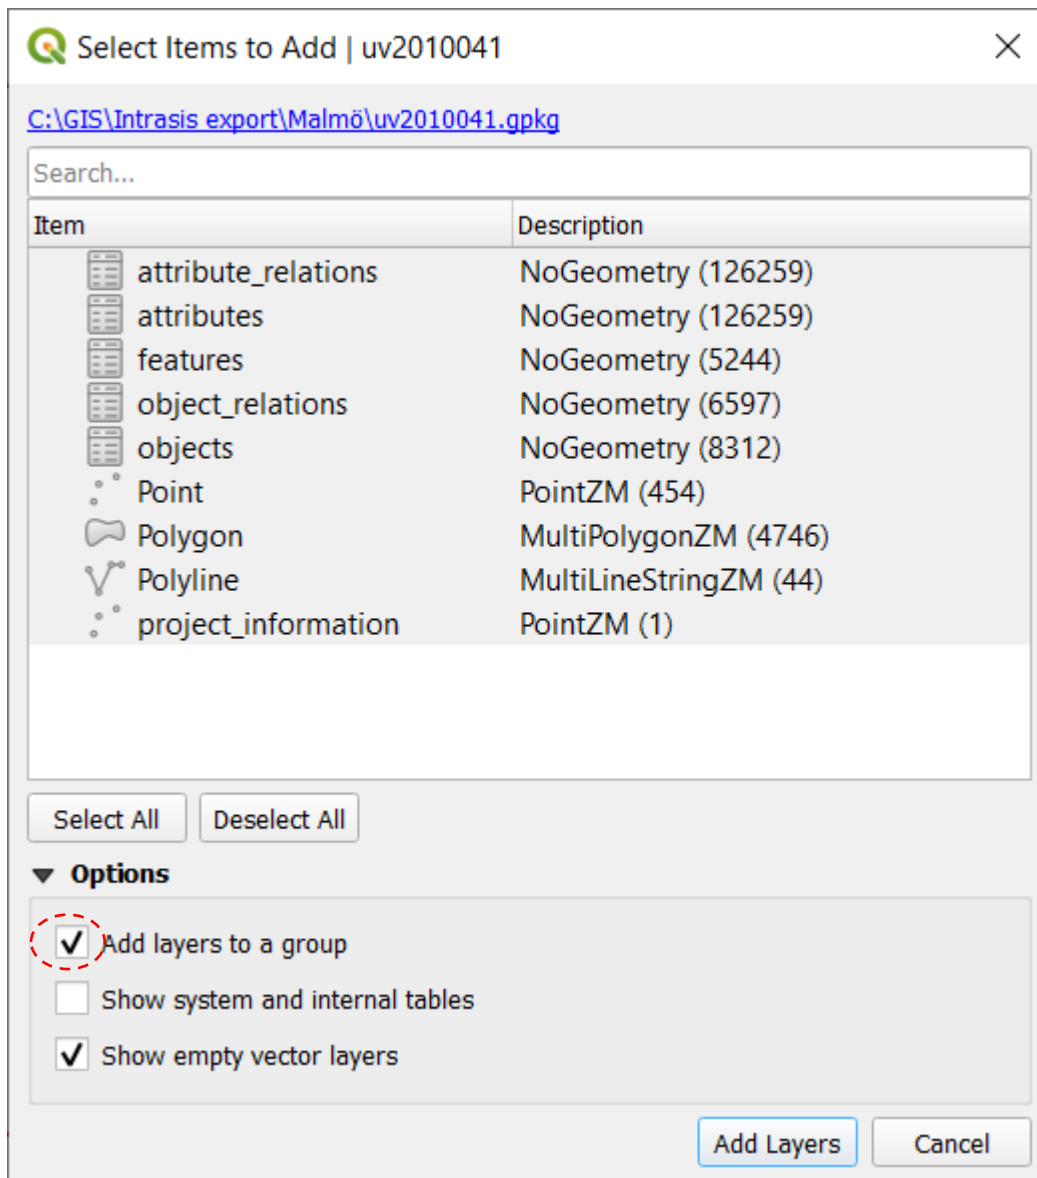 Select Items to Add | uv2010041
C:\GIS\Intrasis export\Malmö\uv2010041.gpkg
Search...
Item Description
attribute_relations NoGeometry (126259)
attributes NoGeometry (126259)
features NoGeometry (5244)
object_relations NoGeometry (6597)
objects NoGeometry (8312)
Point PointZM (454)
Polygon MultiPolygonZM (4746)
Polyline MultiLineStringZM (44)
project_information PointZM (1)
Select All Deselect All
Options
Add layers to a group
Show system and internal tables
Show empty vector layers
Add Layers Cancel